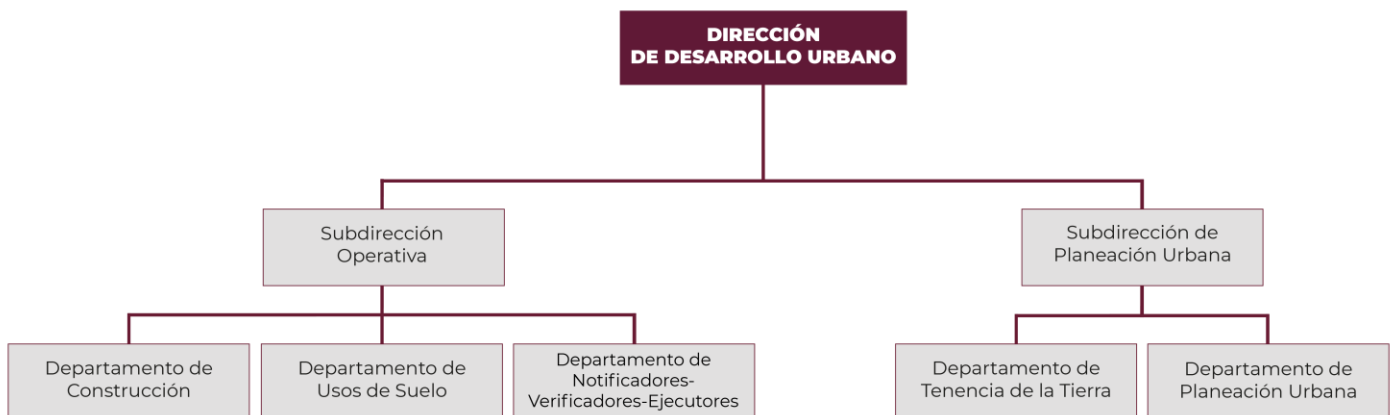 DIRECCIÓN
DE DESARROLLO URBANO
Subdirección
Operativa
Subdirección de
Planeación Urbana
Departamento de
Construcción
Departamento de
Usos de Suelo
Departamento de
Notificadores-
Verificadores-Ejecutores
Departamento de
Tenencia de la Tierra
Departamento de
Planeación Urbana